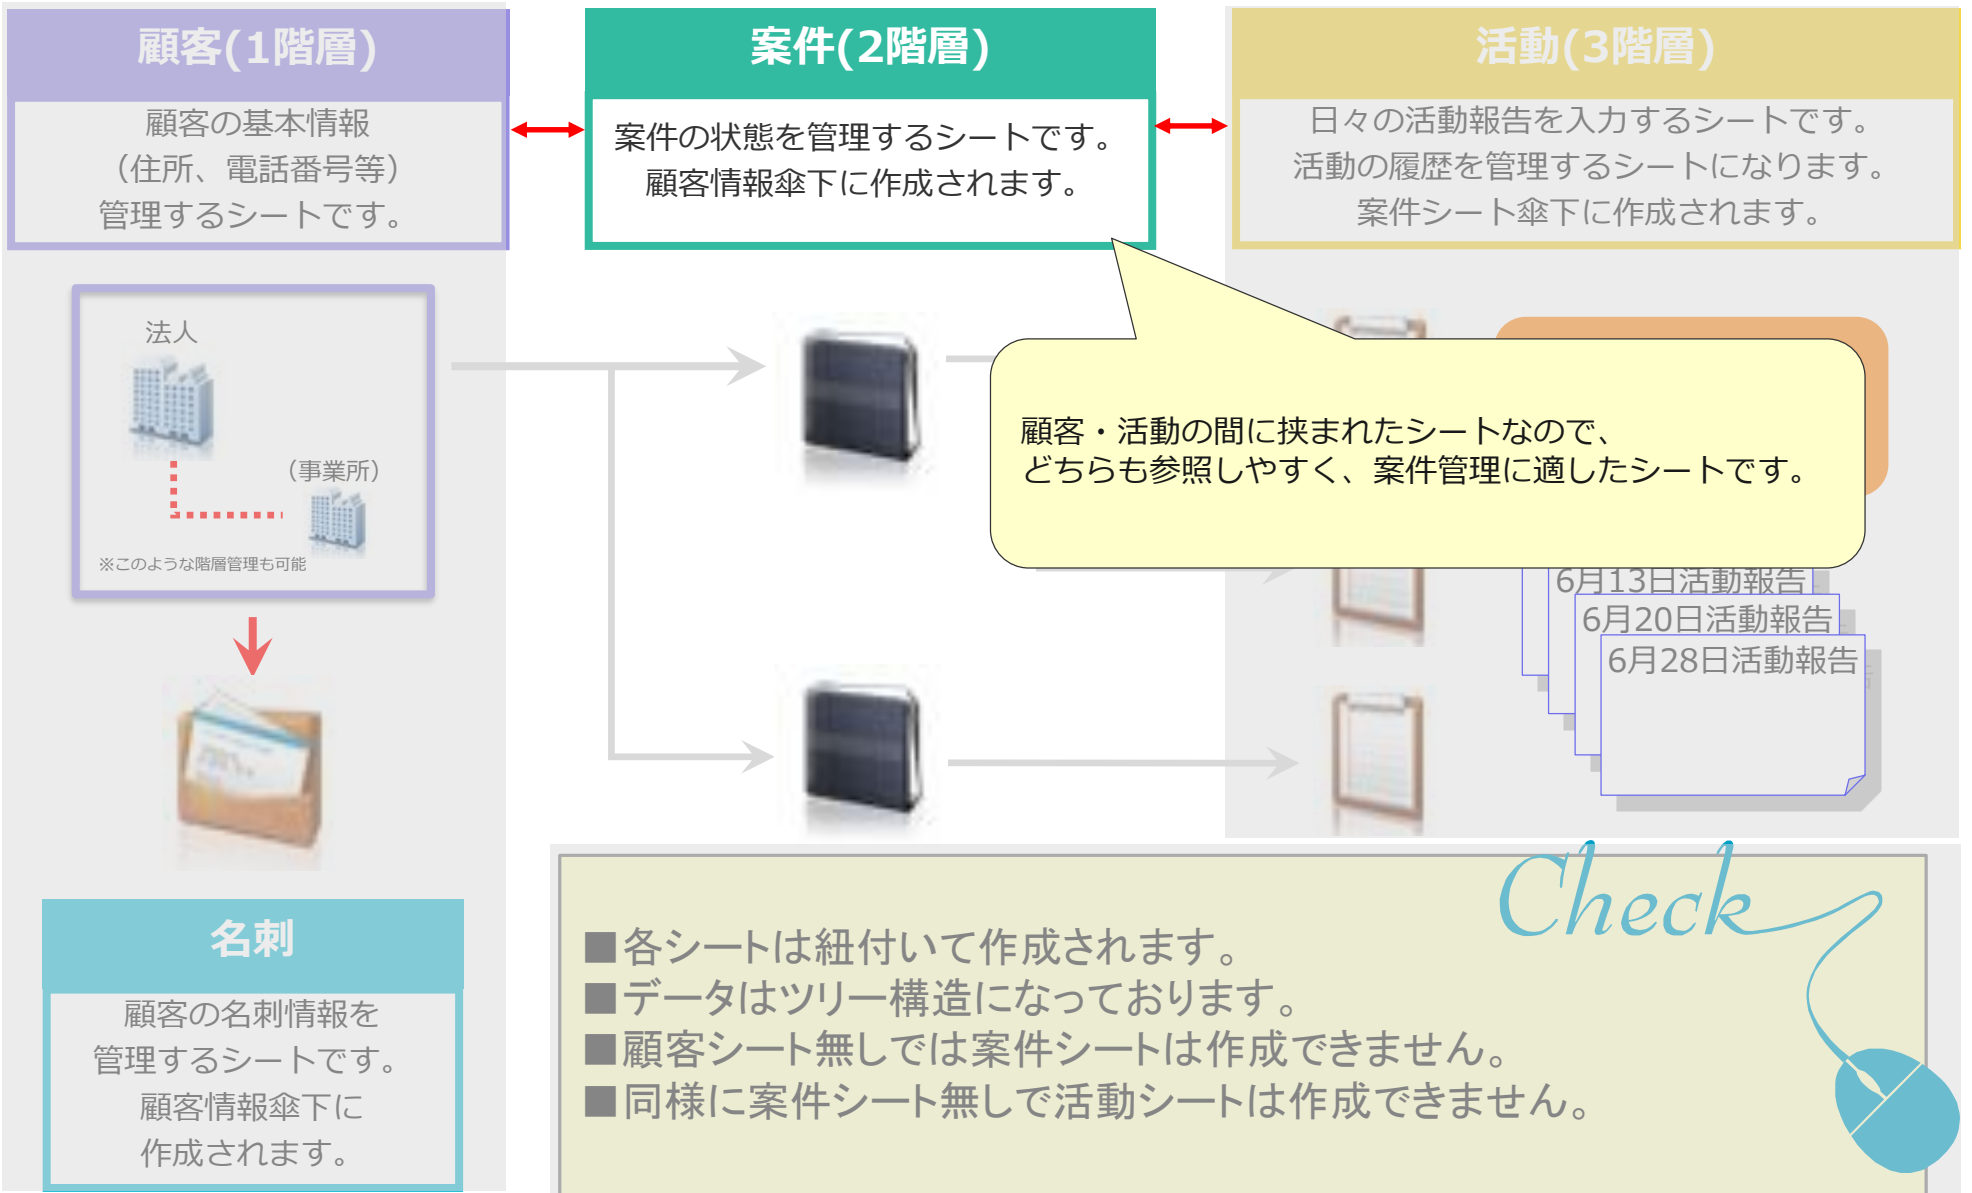 顧客(1階層)
顧客の基本情報
（住所、電話番号等）
管理するシートです。
案件(2階層)
案件の状態を管理するシートです。
顧客情報傘下に作成されます。
活動(3階層)
日々の活動報告を入力するシートです。
活動の履歴を管理するシートになります。
案件シート傘下に作成されます。
法人
（事業所）
※このような階層管理も可能
顧客・活動の間に挟まれたシートなので、
どちらも参照しやすく、案件管理に適したシートです。
6月13日活動報告
6月20日活動報告
6月28日活動報告
名刺
顧客の名刺情報を
管理するシートです。
顧客情報傘下に
作成されます。
Check
■各シートは紐付いて作成されます。
■データはツリー構造になっております。
■顧客シート無しでは案件シートは作成できません。
■同様に案件シート無しで活動シートは作成できません。